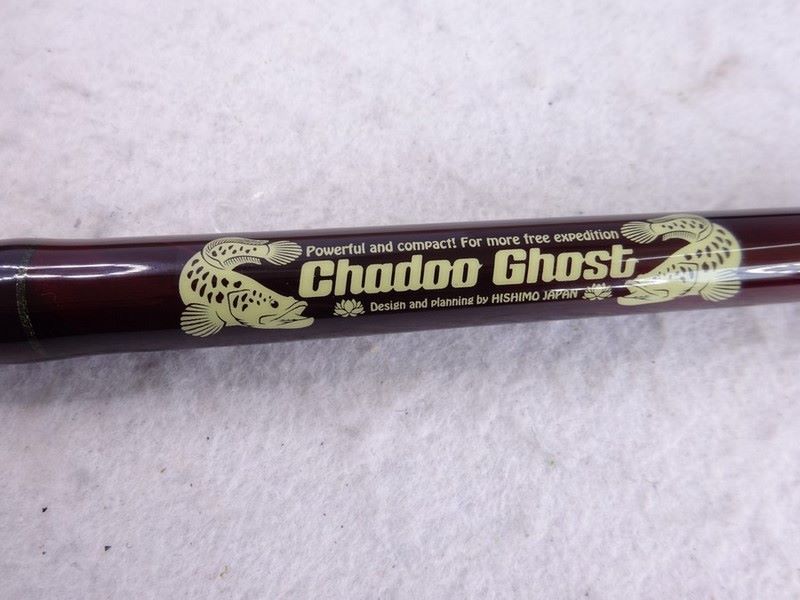 Powerful and compact! For more free expedition
Chadoo Ghost
Design and planning by HISHIMO JAPAN